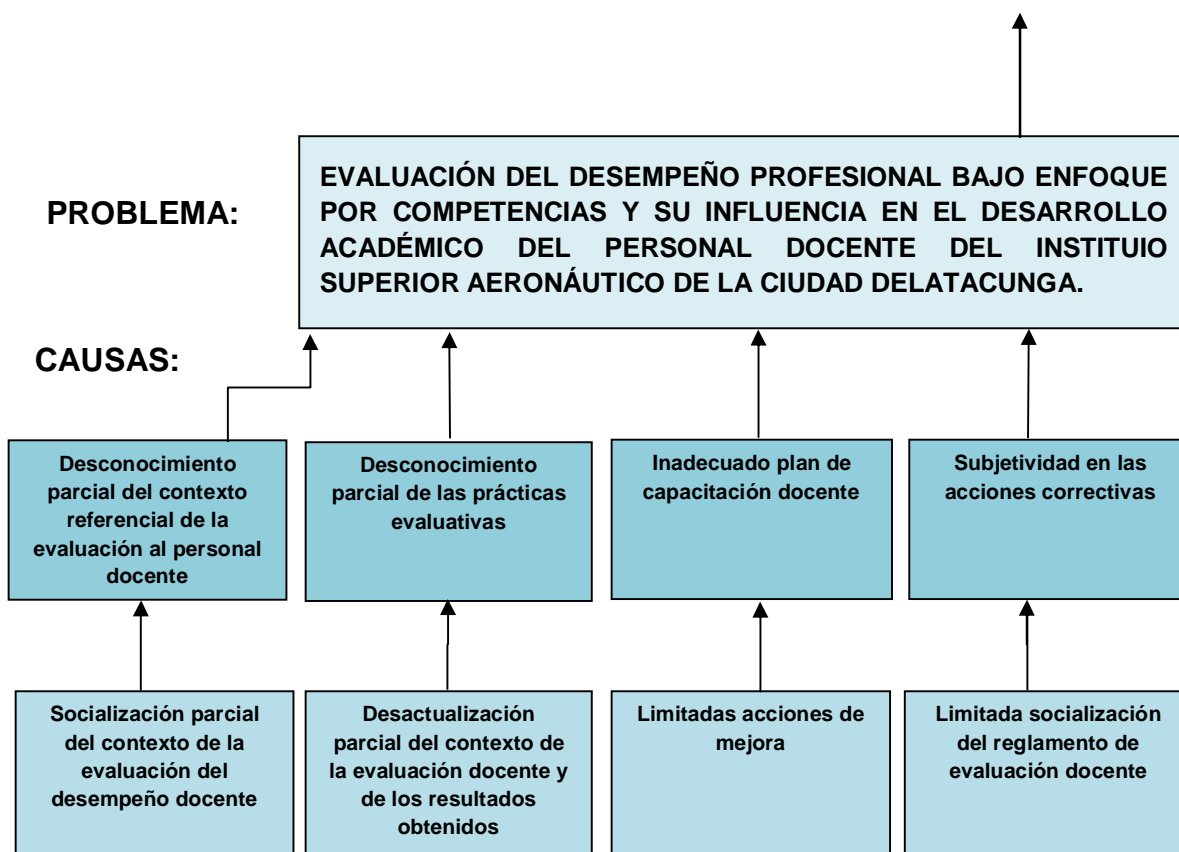 PROBLEMA:
EVALUACIÓN DEL DESEMPEÑO PROFESIONAL BAJO ENFOQUE
POR COMPETENCIAS Y SU INFLUENCIA EN EL DESARROLLO
ACADÉMICO DEL PERSONAL DOCENTE DEL INSTITUIO
SUPERIOR AERONÁUTICO DE LA CIUDAD DELATACUNGA.
CAUSAS:
Desconocimiento
parcial del contexto
referencial de la
evaluación al personal
docente
Desconocimiento
parcial de las prácticas
evaluativas
Inadecuado plan de
capacitación docente
Subjetividad en las
acciones correctivas
Socialización parcial
del contexto de la
evaluación del
desempeño docente
Desactualización
parcial del contexto de
la evaluación docente y
de los resultados
obtenidos
Limitadas acciones de
mejora
Limitada socialización
del reglamento de
evaluación docente